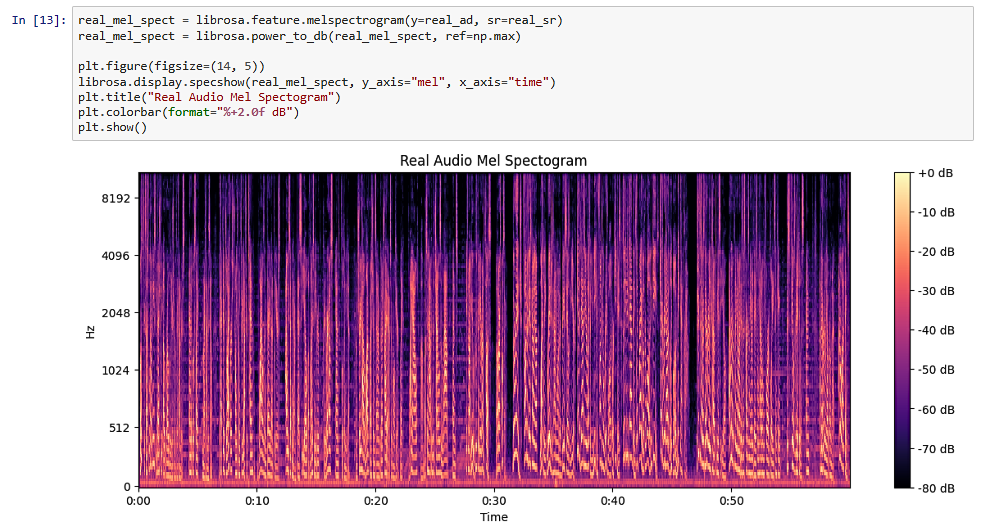 In [13]:
real_mel_spect = librosa.feature.melspectrogram(y=real_ad, sr=real_sr)
real_mel_spect = librosa.power_to_db(real_mel_spect, ref=np.max)
plt.figure(figsize=(14, 5))
librosa.display.specshow(real_mel_spect, y_axis="mel", x_axis="time")
plt.title("Real Audio Mel Spectogram")
plt.colorbar(format="%+2.0f dB")
plt.show()
Real Audio Mel Spectogram
8192
4096
2048
1024
512
0
Hz
0:00 0:10 0:20 0:30 0:40 0:50
Time
+0 dB
-10 dB
-20 dB
-30 dB
-40 dB
-50 dB
-60 dB
-70 dB
-80 dB